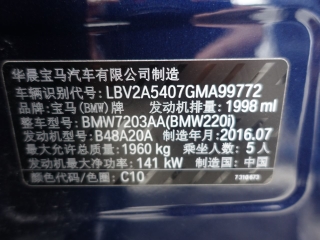 华晨宝马汽车有限公司制造
车辆识别代号: LBV2A5407GMA99772
品牌: 宝马(BMW)牌 发动机排量: 1998 ml
整车型号: BMW7203AA(BMW220i)
发动机型号: B48A20A 制造年月: 2016.07
最大允许总质量: 1960 kg 乘坐人数: 5人
发动机最大净功率: 141 kW 制造国: 中国
颜色代码/色圈: C10